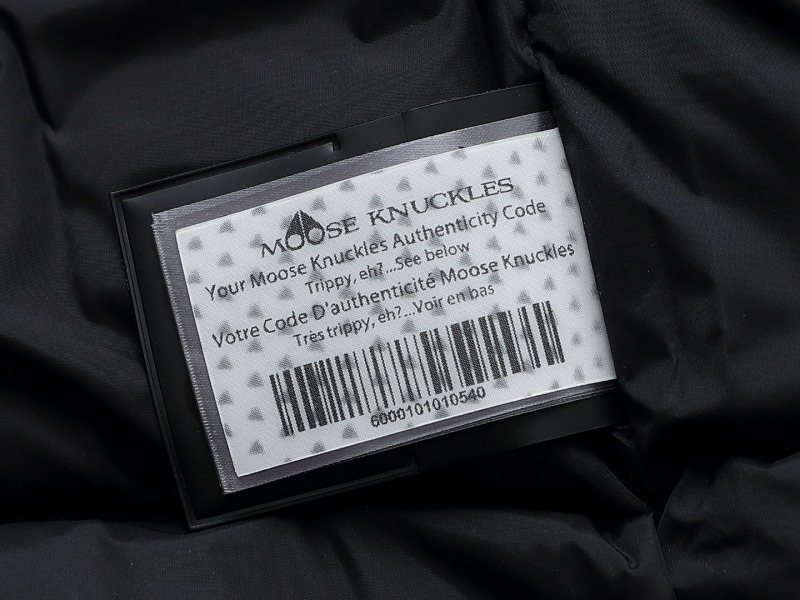 MOOSE KNUCKLES
Your Moose Knuckles Authenticity Code
Trippy, eh?...See below
Votre Code D'authenticité Moose Knuckles
Très trippy, eh?...Voir en bas
6000101010540